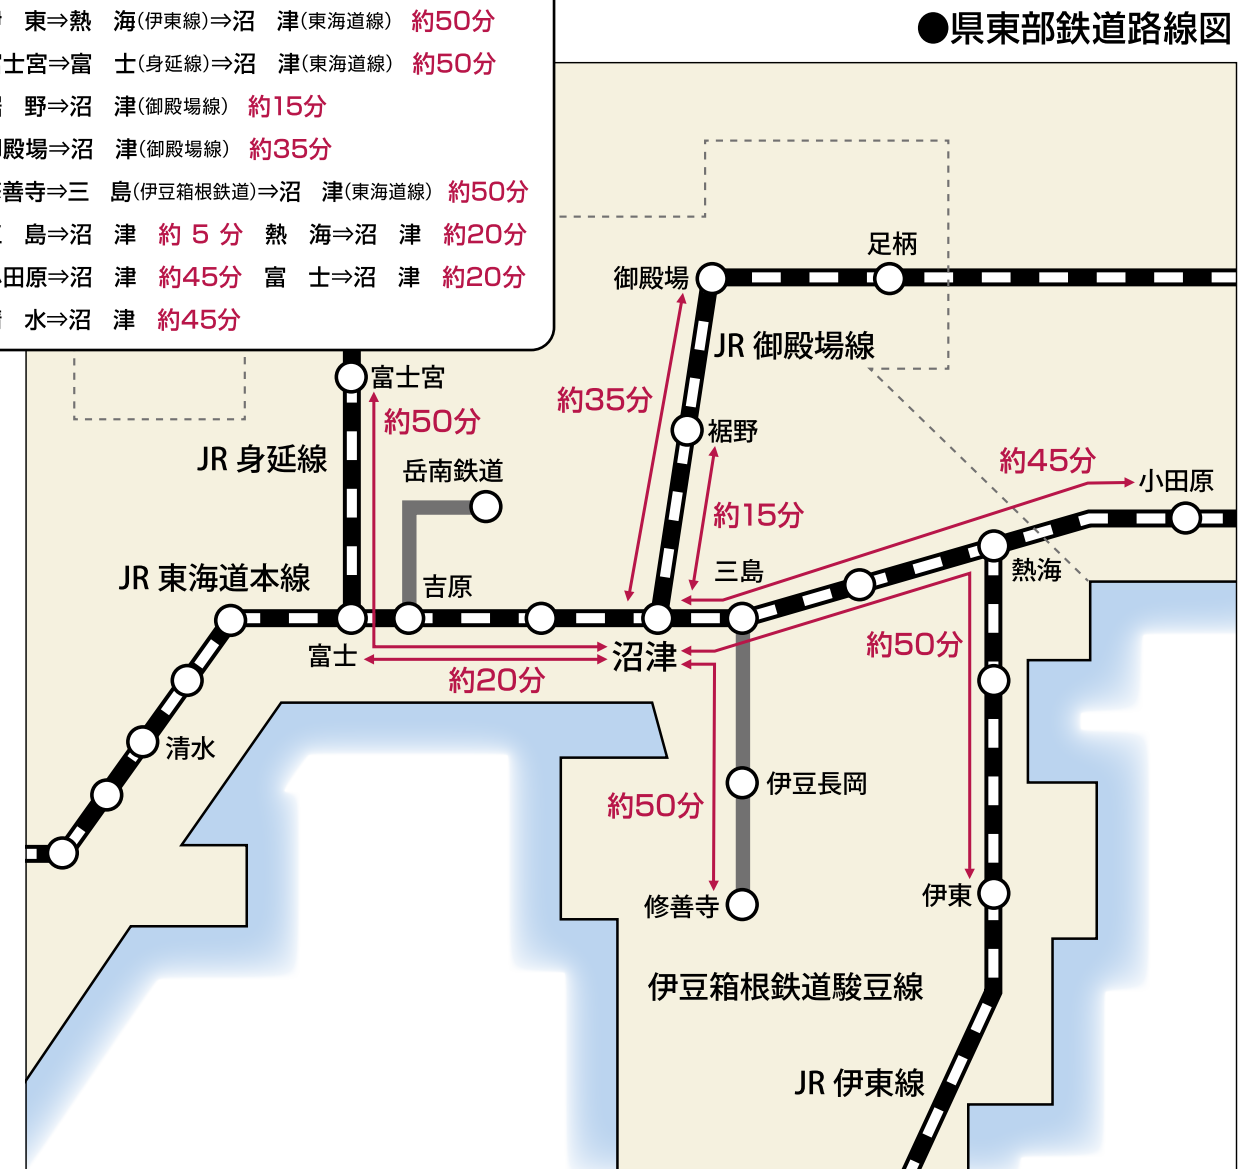 ●県東部鉄道路線図
東⇒熱　海(伊東線)⇒沼　津(東海道線)　約50分
士宮⇒富　士(身延線)⇒沼　津(東海道線)　約50分
野⇒沼　津(御殿場線)　約15分
殿場⇒沼　津(御殿場線)　約35分
善寺⇒三　島(伊豆箱根鉄道)⇒沼　津(東海道線)　約50分
島⇒沼　津　約 5 分　熱　海⇒沼　津　約20分
田原⇒沼　津　約45分　富　士⇒沼　津　約20分
水⇒沼　津　約45分
足柄
御殿場
JR 御殿場線
富士宮
約50分
約35分
裾野
JR 身延線
岳南鉄道
約45分
小田原
約15分
三島
熱海
JR 東海道本線
吉原
富士
沼津
約50分
約20分
清水
伊豆長岡
約50分
修善寺
伊東
伊豆箱根鉄道駿豆線
JR 伊東線